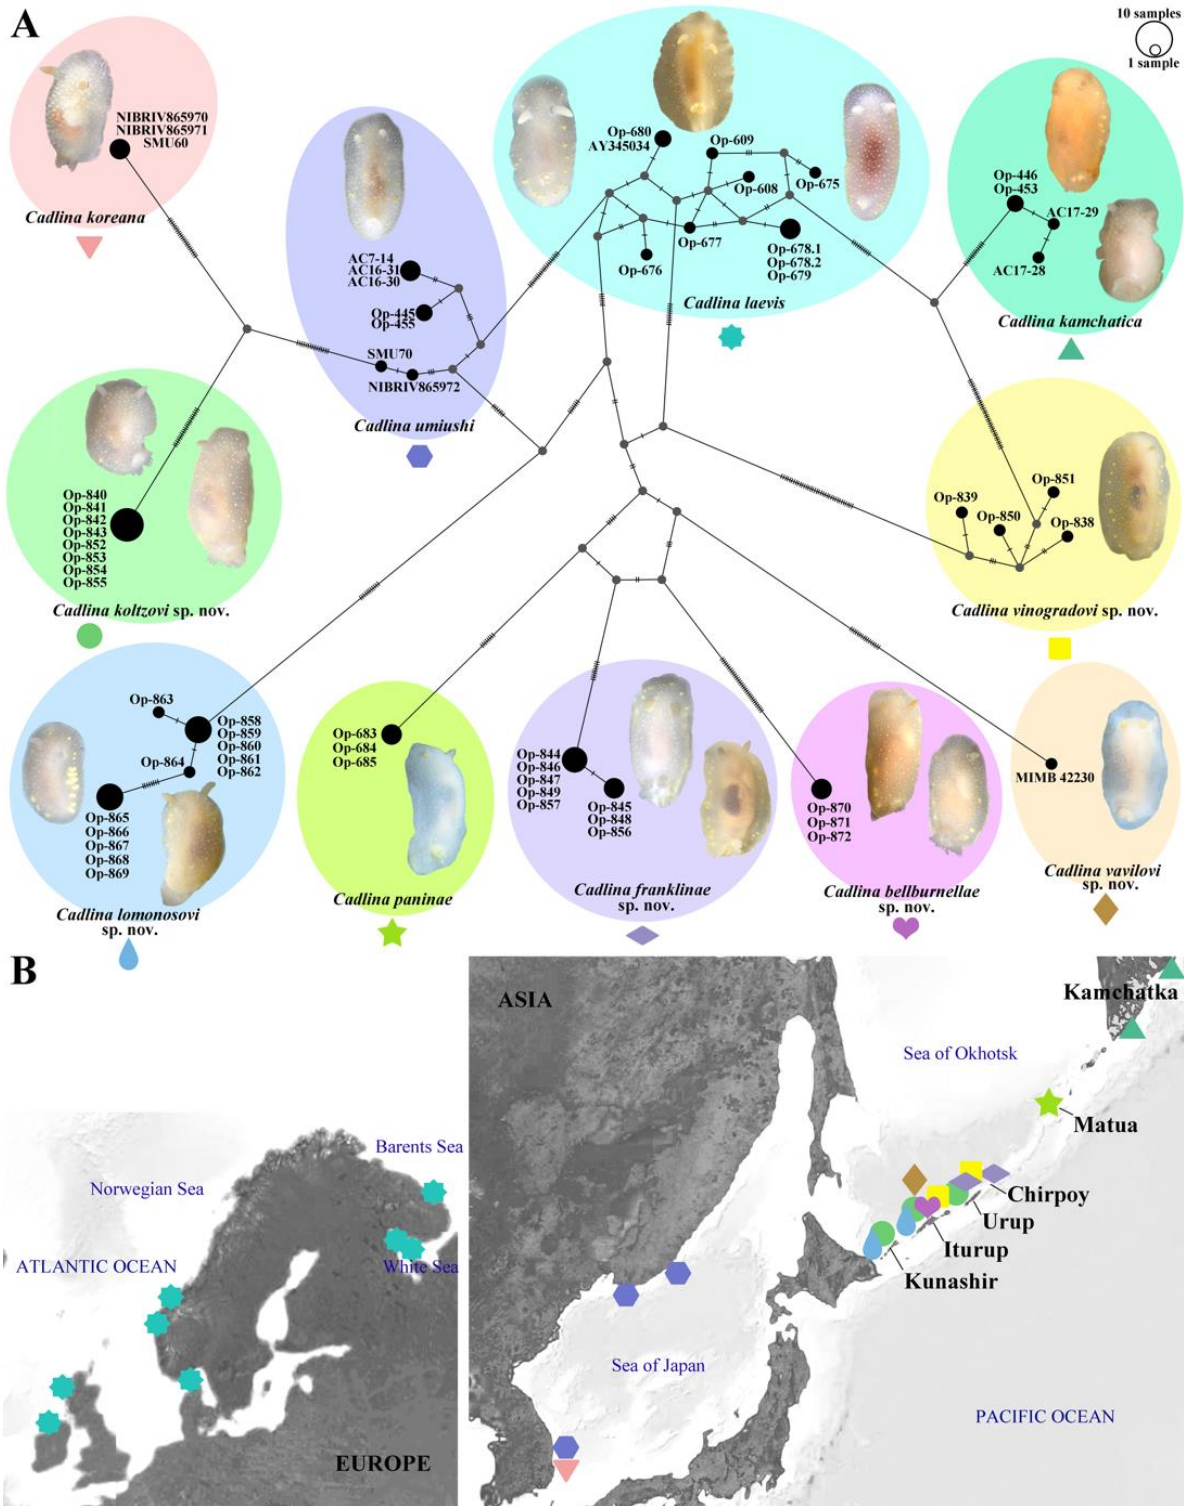 A
10 samples
1 sample
NIBRIV865970
NIBRIV865971
SMU60
Cadlina koreana
AC7-14
AC16-31
AC16-30
Op-445
Op-455
SMU70
NIBRIV865972
Cadlina umiushi
Op-680
AY345034
Op-609
Op-608
Op-675
Op-677
Op-676
Op-678.1
Op-678.2
Op-679
Cadlina laevis
Op-446
Op-453
AC17-29
AC17-28
Cadlina kamchatica
Op-840
Op-841
Op-842
Op-843
Op-852
Op-853
Op-854
Op-855
Cadlina koltzovi sp. nov.
Op-839
Op-850
Op-851
Op-838
Cadlina vinogradovi sp. nov.
Op-863
Op-858
Op-859
Op-860
Op-861
Op-862
Op-864
Op-865
Op-866
Op-867
Op-868
Op-869
Cadlina lomonosovi
sp. nov.
Op-683
Op-684
Op-685
Cadlina paninae
Op-844
Op-846
Op-847
Op-849
Op-857
Op-845
Op-848
Op-856
Cadlina franklinae
sp. nov.
Op-870
Op-871
Op-872
Cadlina bellburnellae
sp. nov.
MIMB 42230
Cadlina vavilovi
sp. nov.
B
Barents Sea
Norwegian Sea
ATLANTIC OCEAN
White Sea
EUROPE
ASIA
Kamchatka
Sea of Okhotsk
Matua
Chirpoy
Urup
Iturup
Kunashir
Sea of Japan
PACIFIC OCEAN